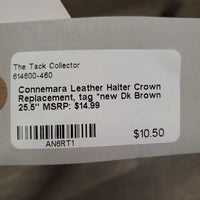 The Tack Collector
614600-460
Connemara Leather Halter Crown
Replacement, tag *new Dk Brown
25.5" MSRP: $14.99
AN6RT1
$10.50